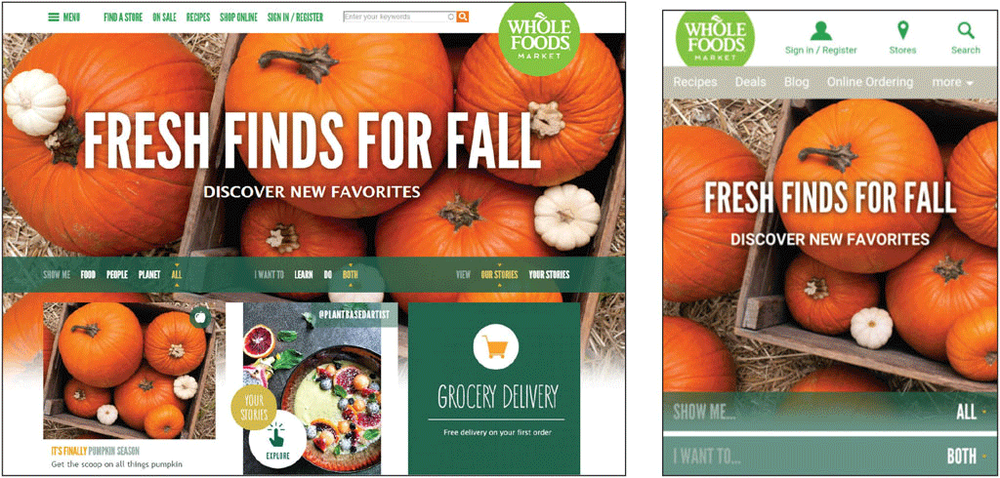 MENU FIND A STORE ON SALE RECIPES SHOP ONLINE SIGN IN / REGISTER Enter your keywords
WHOLE
FOODS
MARKET
FRESH FINDS FOR FALL
DISCOVER NEW FAVORITES
SHOW ME FOOD PEOPLE PLANET ALL I WANT TO LEARN DO BOTH VIEW OUR STORIES YOUR STORIES
IT'S FINALLY PUMPKIN SEASON
Get the scoop on all things pumpkin
@PLANTBASEDARTIST
YOUR
STORIES
EXPLORE
GROCERY DELIVERY
Free delivery on your first order
WHOLE
FOODS
MARKET
Sign in / Register Stores Search
Recipes Deals Blog Online Ordering more
FRESH FINDS FOR FALL
DISCOVER NEW FAVORITES
SHOW ME... ALL
I WANT TO... BOTH